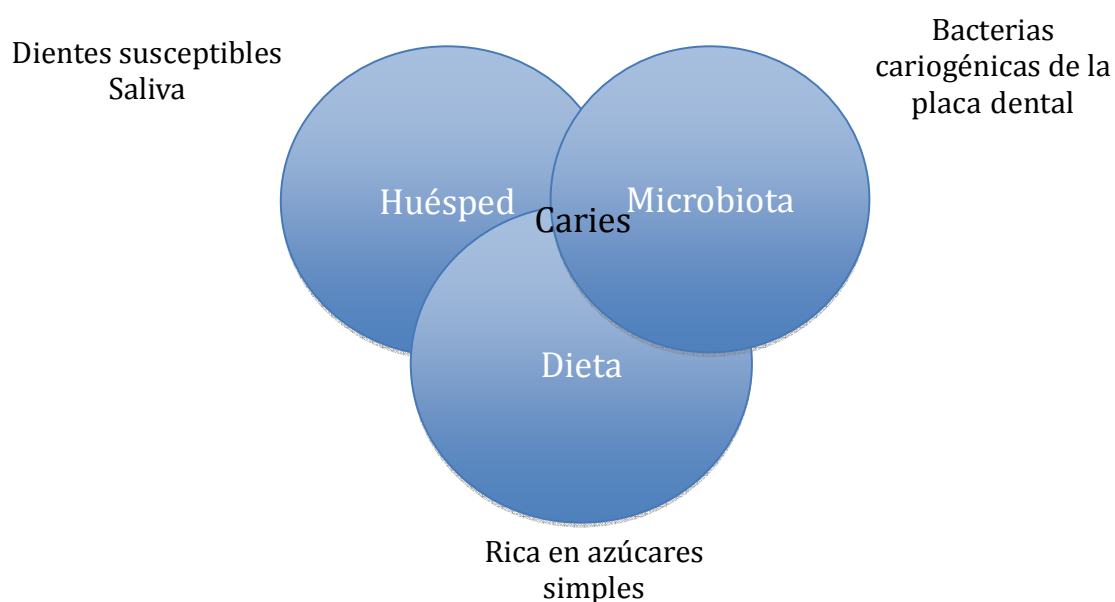 Dientes susceptibles
Saliva
Bacterias
cariogénicas de la
placa dental
Huésped
Microbiota
Caries
Dieta
Rica en azúcares
simples